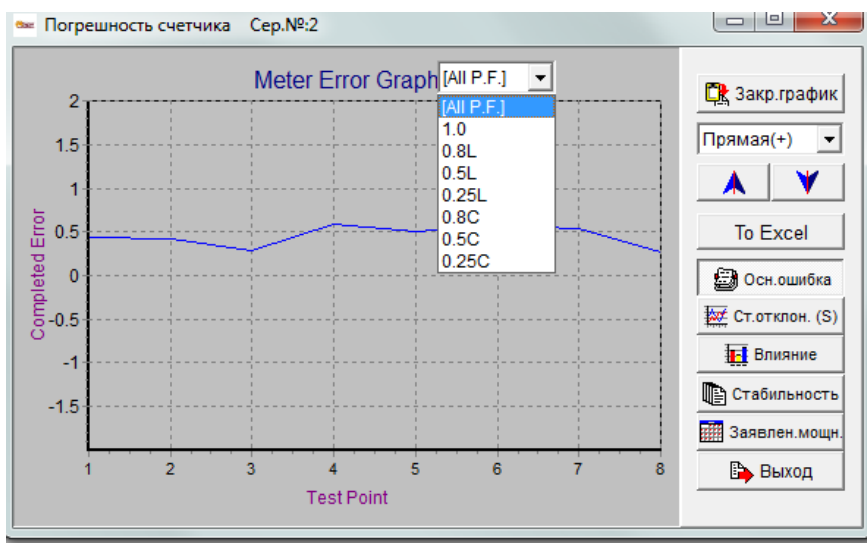 Погрешность счетчика Сер.№:2
Meter Error Graph
[All P.F.]
[All P.F.]
1.0
0.8L
0.5L
0.25L
0.8C
0.5C
0.25C
2
1.5
1
0.5
0
-0.5
-1
-1.5
Completed Error
1 2 3 4 5 6 7 8
Test Point
Закр.график
Прямая(+)
To Excel
Осн.ошибка
Ст.отклон. (S)
Влияние
Стабильность
Заявлен.мощн.
Выход